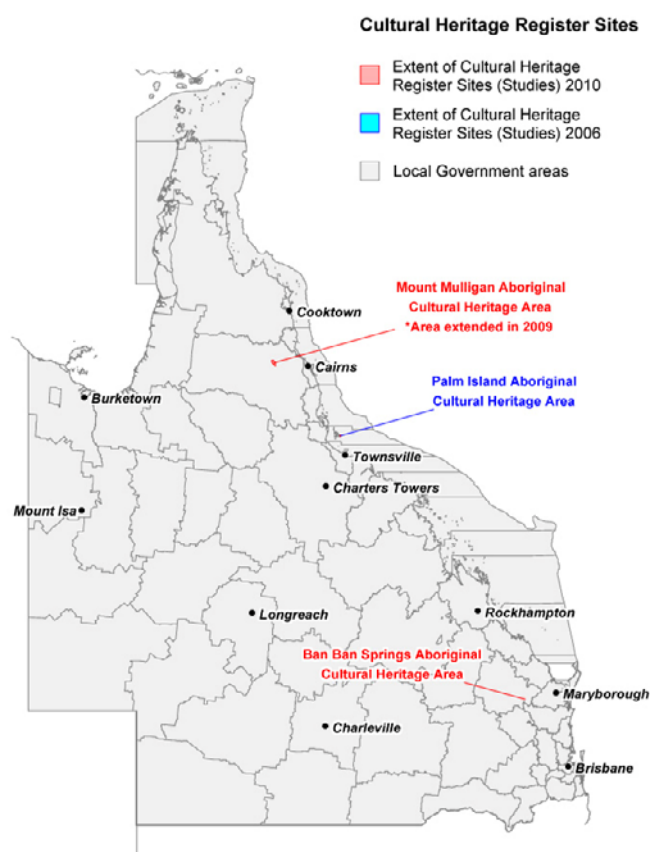 Cultural Heritage Register Sites
Extent of Cultural Heritage
Register Sites (Studies) 2010
Extent of Cultural Heritage
Register Sites (Studies) 2006
Local Government areas
Mount Mulligan Aboriginal
Cultural Heritage Area
*Area extended in 2009
Cooktown
Cairns
Palm Island Aboriginal
Cultural Heritage Area
Burketown
Townsville
Charters Towers
Mount Isa
Longreach
Rockhampton
Ban Ban Springs Aboriginal
Cultural Heritage Area
Maryborough
Charleville
Brisbane